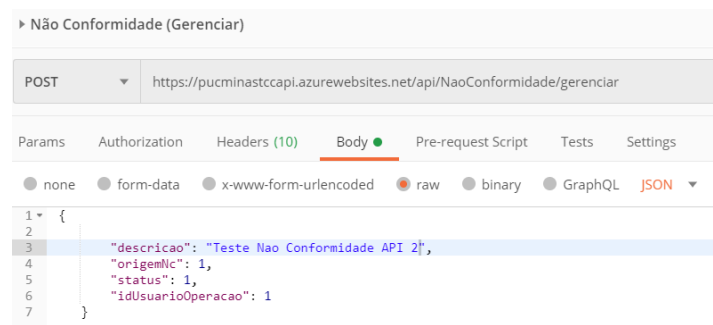 Não Conformidade (Gerenciar)
POST https://pucminastccapi.azurewebsites.net/api/NaoConformidade/gerenciar
Params Authorization Headers (10) Body Pre-request Script Tests Settings
none form-data x-www-form-urlencoded raw binary GraphQL JSON
1 {
2
3 "descricao": "Teste Nao Conformidade API 2",
4 "origemNc": 1,
5 "status": 1,
6 "idUsuarioOperacao": 1
7 }